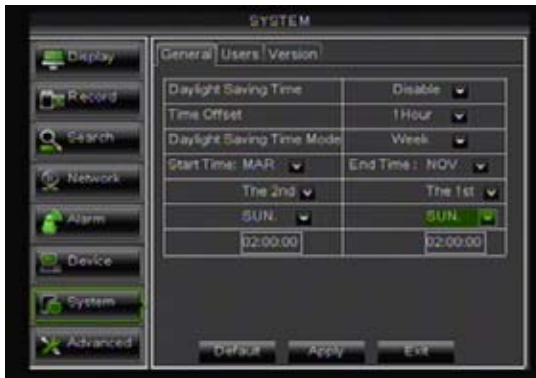 SYSTEM
Display
Record
Search
Network
Alarm
Device
System
Advanced
General Users Version
Daylight Saving Time Disable
Time Offset 1Hour
Daylight Saving Time Mode Week
Start Time: MAR End Time : NOV
The 2nd The 1st
SUN. SUN.
02:00:00 02:00:00
Default Apply Exit